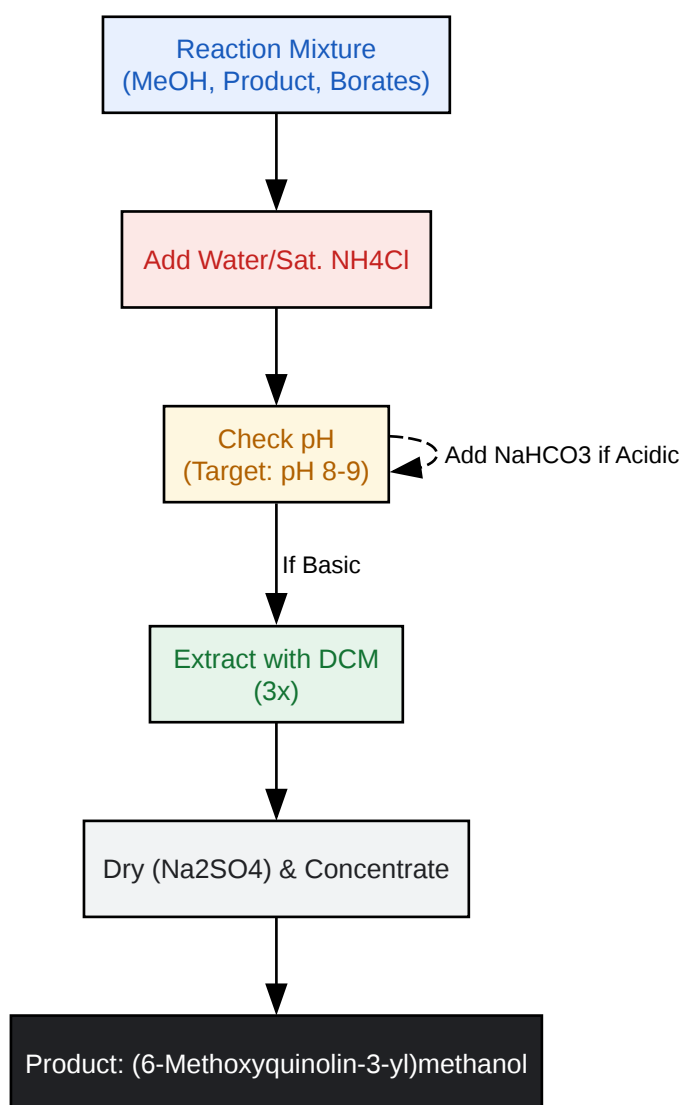 Reaction Mixture
(MeOH, Product, Borates)
Add Water/Sat. NH4Cl
Check pH
(Target: pH 8-9)
Add NaHCO3 if Acidic
If Basic
Extract with DCM
(3x)
Dry (Na2SO4) & Concentrate
Product: (6-Methoxyquinolin-3-yl)methanol